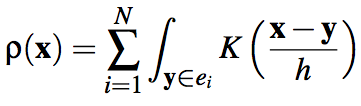 ρ(𝐱) = ∑_{i=1}^{N} ∫_{𝐲∈e_i} K((𝐱 − 𝐲)/h)